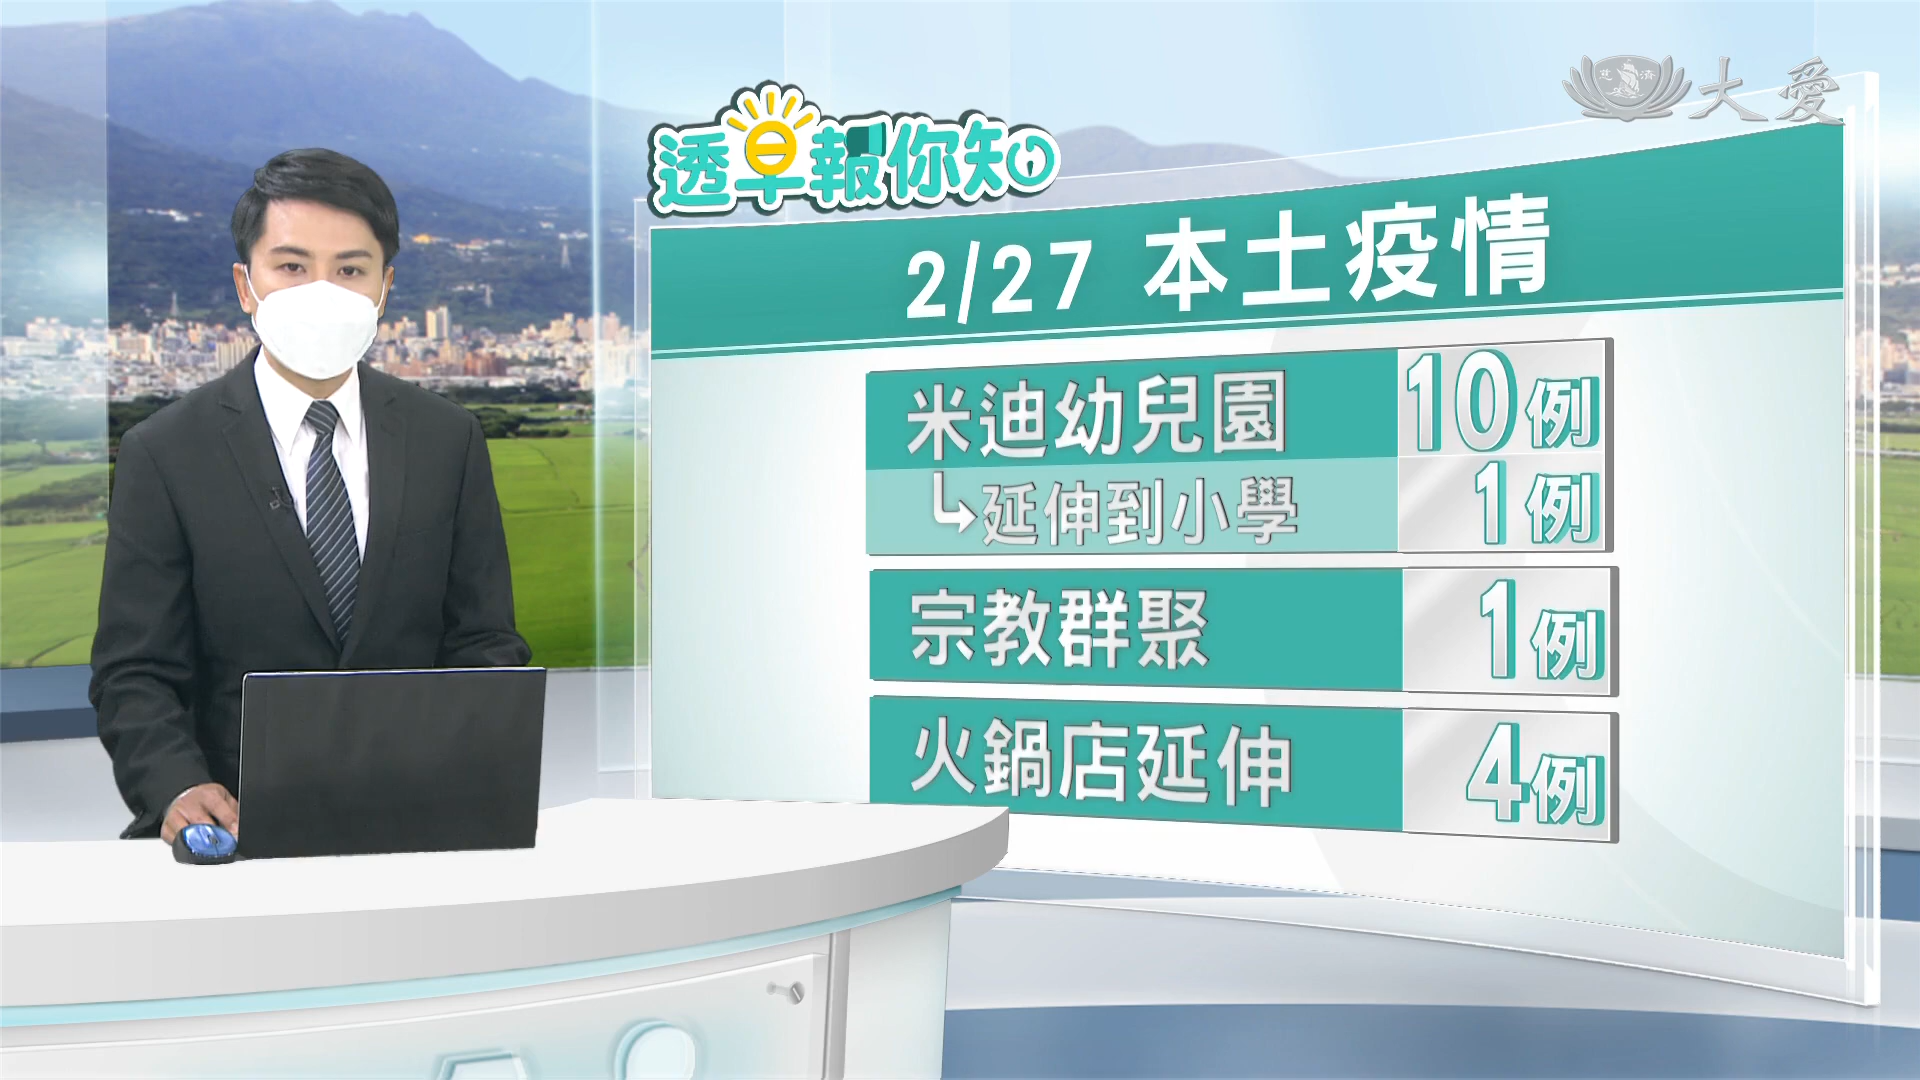 慈濟
大愛
透早報你知
2/27 本土疫情
米迪幼兒園 10例
延伸到小學 1例
宗教群聚 1例
火鍋店延伸 4例